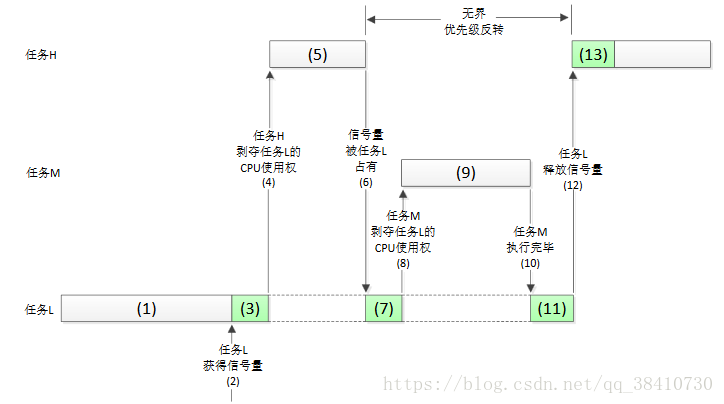 无界
优先级反转
任务H
(5)
(13)
任务H
剥夺任务L的
CPU使用权
(4)
信号量
被任务L
占有
(6)
任务L
释放信号量
(12)
任务M
(9)
任务M
剥夺任务L的
CPU使用权
(8)
任务M
执行完毕
(10)
任务L
(1)
(3)
(7)
(11)
任务L
获得信号量
(2)
https://blog.csdn.net/qq_38410730